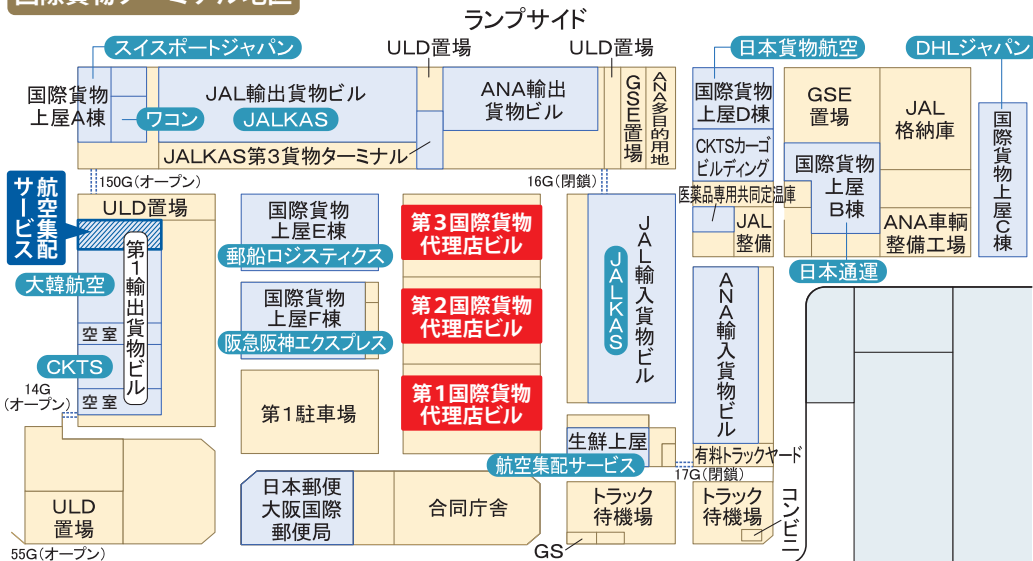 国際貨物ターミナル地区
ランプサイド
スイスポートジャパン
ULD置場
ULD置場
日本貨物航空
DHLジャパン
国際貨物
上屋A棟
ワコン
JAL輸出貨物ビル
JALKAS
ANA輸出
貨物ビル
GSE置場
ANA多目的用地
国際貨物
上屋D棟
GSE
置場
JAL
格納庫
国際貨物上屋C棟
JALKAS第3貨物ターミナル
CKTSカーゴ
ビルディング
国際貨物
上屋
B棟
150G(オープン)
16G(閉鎖)
医薬品専用共同定温庫
航空集配
サービス
ULD置場
国際貨物
上屋E棟
郵船ロジスティクス
第3国際貨物
代理店ビル
JAL輸入貨物ビル
JALKAS
JAL
整備
ANA車輌
整備工場
日本通運
大韓航空
第1輸出貨物ビル
国際貨物
上屋F棟
阪急阪神エクスプレス
第2国際貨物
代理店ビル
ANA輸入貨物ビル
空室
CKTS
空室
14G
(オープン)
第1駐車場
第1国際貨物
代理店ビル
生鮮上屋
航空集配サービス
有料トラックヤード
17G(閉鎖)
ULD
置場
日本郵便
大阪国際
郵便局
合同庁舎
トラック
待機場
トラック
待機場
コンビニ
GS
55G(オープン)